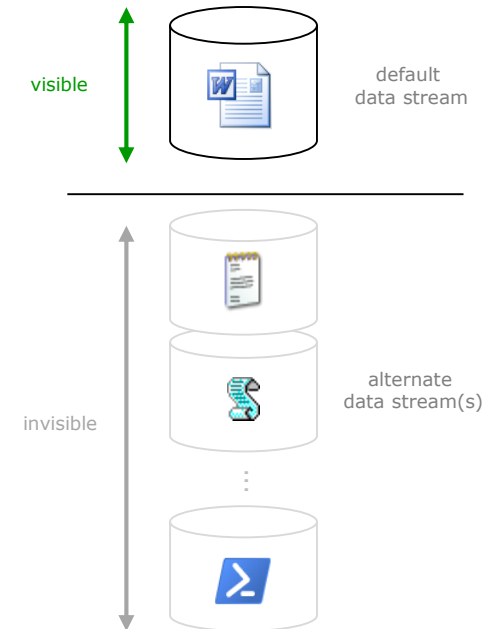 visible
default
data stream
W
invisible
alternate
data stream(s)
⋮